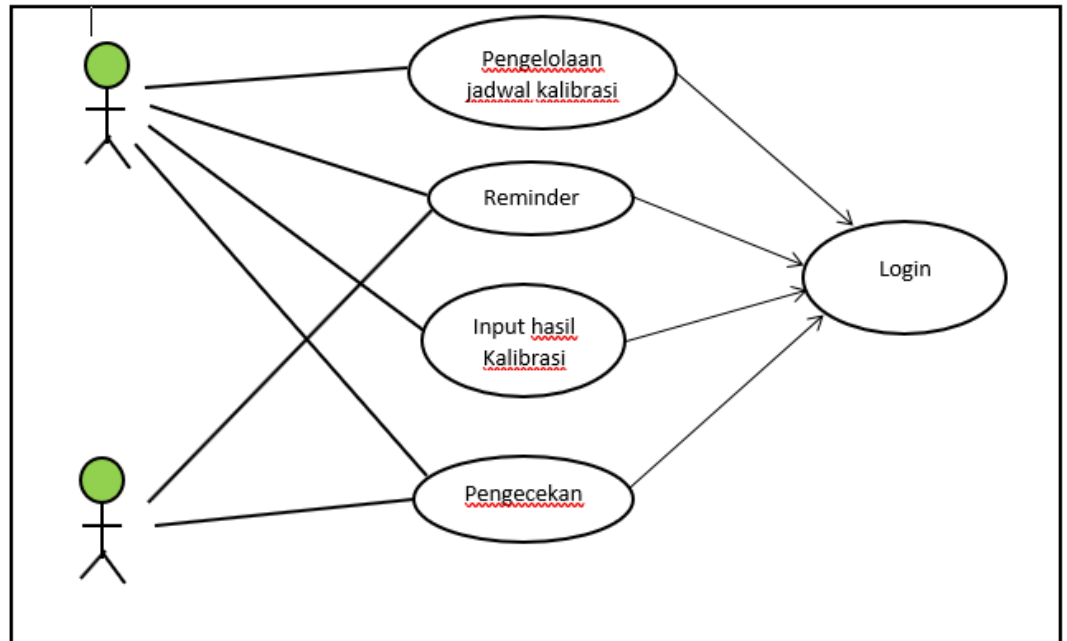 Pengelolaan
jadwal kalibrasi
Reminder
Login
Input hasil
Kalibrasi
Pengecekan